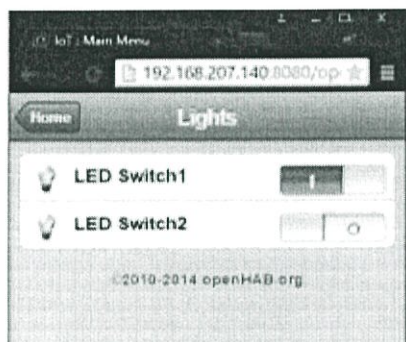 IoT : Main Menu
192.168.207.140:8080/op
Home
Lights
LED Switch1
LED Switch2
©2010-2014 openHAB.org